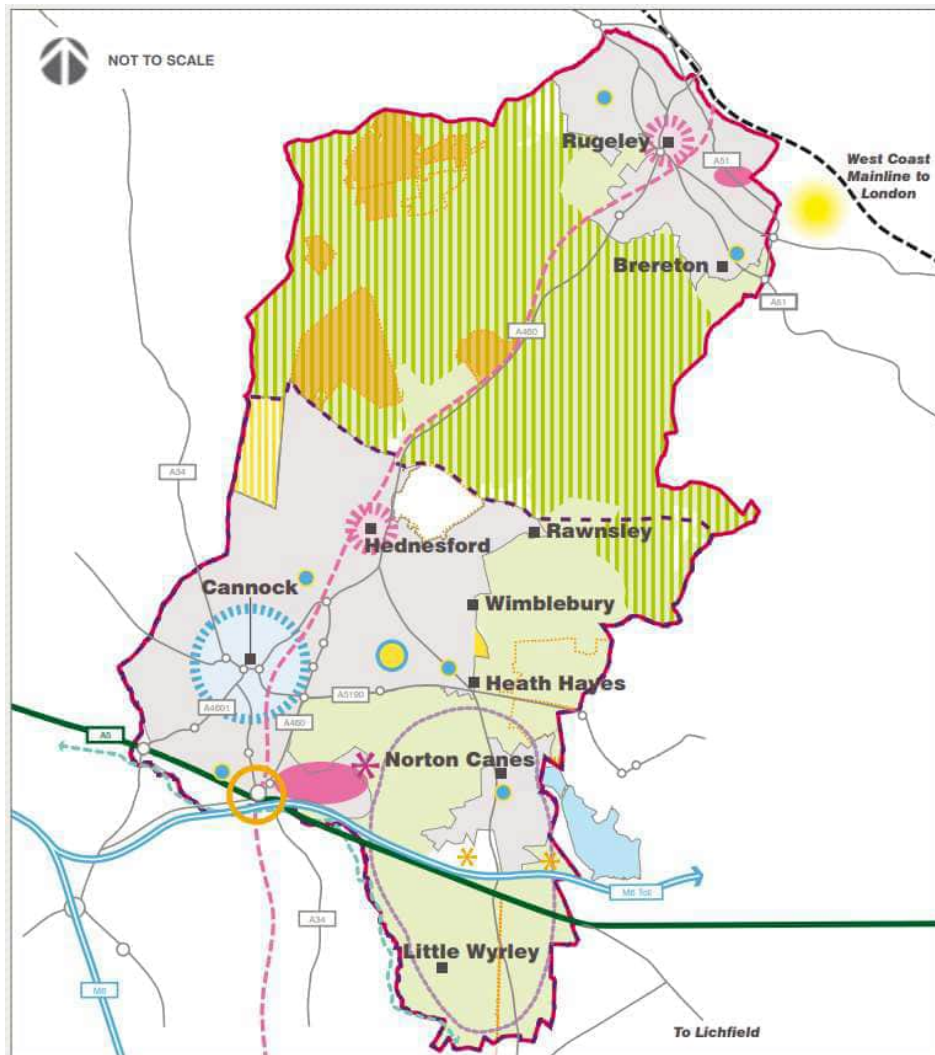 NOT TO SCALE
Rugeley
A51
West Coast
Mainline to
London
Brereton
A51
A460
A34
Hednesford
Rawnsley
Cannock
Wimblebury
Heath Hayes
A5190
A4601
A460
A5
Norton Canes
M6 Toll
A34
Little Wyrley
M6
To Lichfield